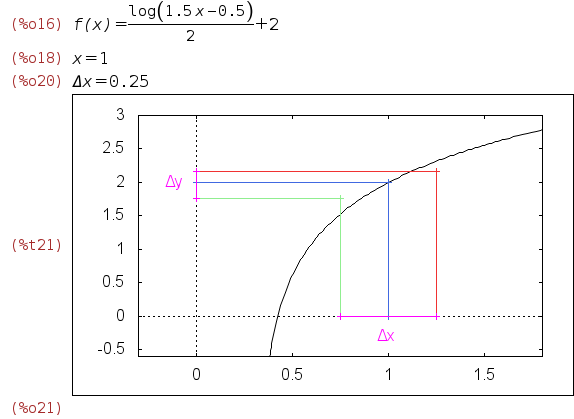 (%o16) f(x)=log(1.5x-0.5)/2+2
(%o18) x=1
(%o20) Δx=0.25
3
2.5
2
Δy
1.5
1
(%t21)
0.5
0
Δx
-0.5
0 0.5 1 1.5
(%o21)